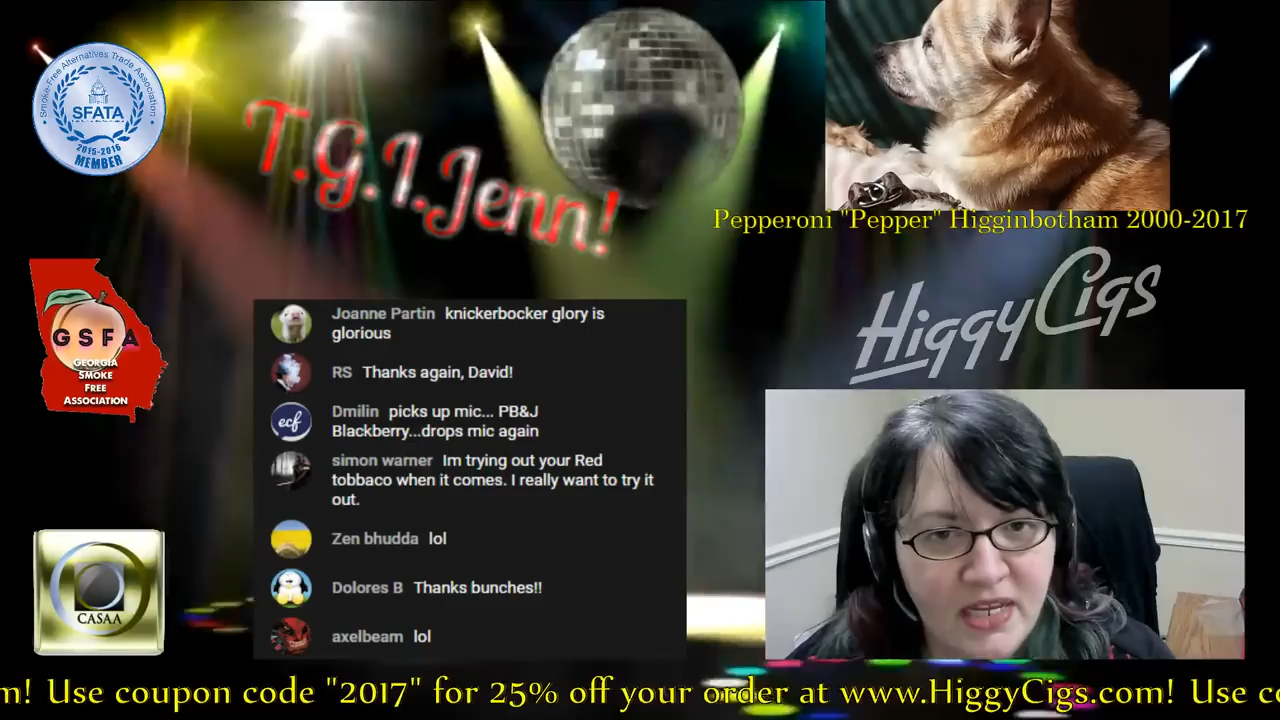 Smoke-Free Alternatives Trade Association
SFATA
2015-2016
MEMBER
T.G.I.Jenn!
Pepperoni "Pepper" Higginbotham 2000-2017
HiggyCigs
GSFA
GEORGIA
SMOKE
FREE
ASSOCIATION
CASAA
Joanne Partin knickerbocker glory is
glorious
RS Thanks again, David!
ecf
Dmilin picks up mic... PB&J
Blackberry...drops mic again
simon warner Im trying out your Red
tobbaco when it comes. I really want to try it
out.
Zen bhudda lol
Dolores B Thanks bunches!!
axelbeam lol
m! Use coupon code "2017" for 25% off your order at www.HiggyCigs.com! Use co